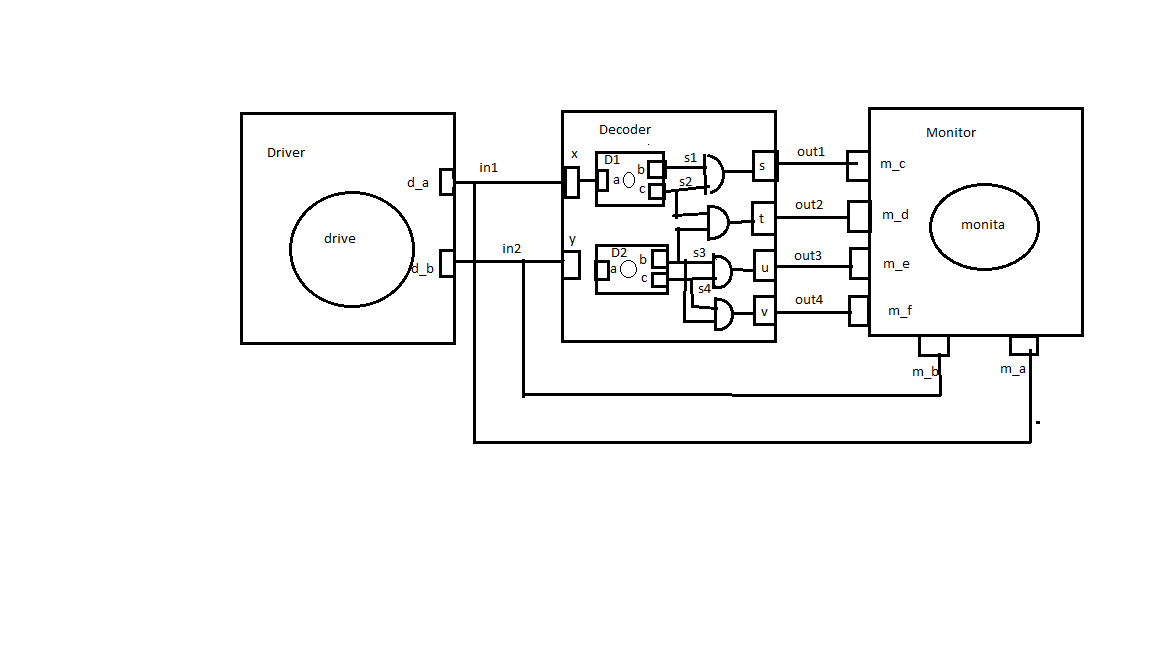 Driver
drive
d_a
d_b
in1
in2
Decoder
x
y
D1
a
b
c
s1
s2
D2
a
b
c
s3
s4
s
t
u
v
out1
out2
out3
out4
Monitor
monita
m_c
m_d
m_e
m_f
m_b
m_a